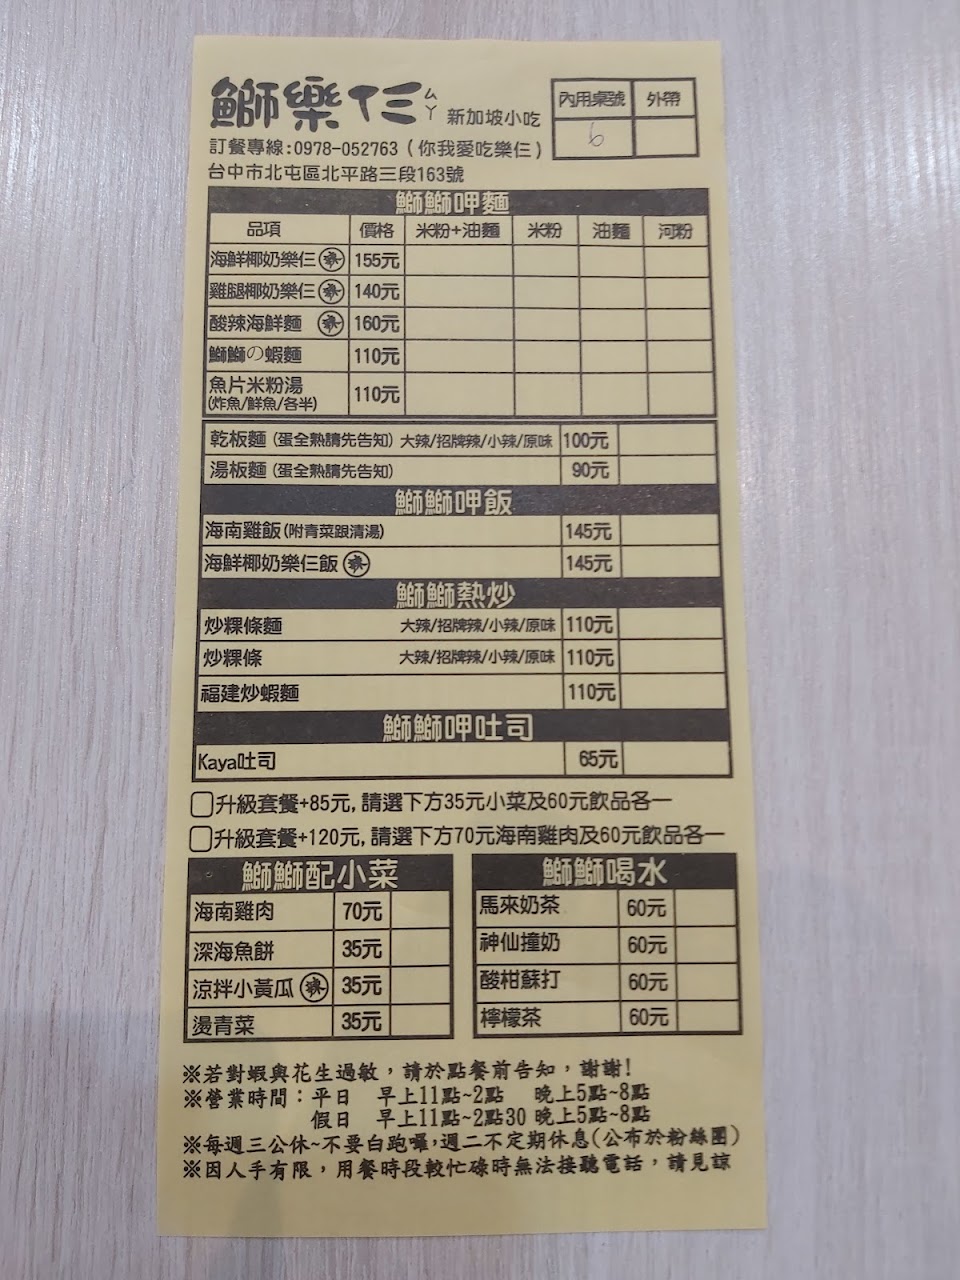 鰤樂仨ㄙㄚ 新加坡小吃
內用桌號 外帶
6
訂餐專線:0978-052763(你我愛吃樂仨)
台中市北屯區北平路三段163號
鰤鰤呷麵
品項 價格 米粉+油麵 米粉 油麵 河粉
海鮮椰奶樂仨 辣 155元
雞腿椰奶樂仨 辣 140元
酸辣海鮮麵 辣 160元
鰤鰤の蝦麵 110元
魚片米粉湯 110元
(炸魚/鮮魚/各半)
乾板麵(蛋全熟請先告知) 大辣/招牌辣/小辣/原味 100元
湯板麵(蛋全熟請先告知) 90元
鰤鰤呷飯
海南雞飯(附青菜跟清湯) 145元
海鮮椰奶樂仨飯 辣 145元
鰤鰤熱炒
炒粿條麵 大辣/招牌辣/小辣/原味 110元
炒粿條 大辣/招牌辣/小辣/原味 110元
福建炒蝦麵 110元
鰤鰤呷吐司
Kaya吐司 65元
升級套餐+85元,請選下方35元小菜及60元飲品各一
升級套餐+120元,請選下方70元海南雞肉及60元飲品各一
鰤鰤配小菜
海南雞肉 70元
深海魚餅 35元
涼拌小黃瓜 辣 35元
燙青菜 35元
鰤鰤喝水
馬來奶茶 60元
神仙撞奶 60元
酸柑蘇打 60元
檸檬茶 60元
※若對蝦與花生過敏,請於點餐前告知,謝謝!
※營業時間:平日 早上11點~2點 晚上5點~8點
假日 早上11點~2點30 晚上5點~8點
※每週三公休~不要白跑囉,週二不定期休息(公布於粉絲團)
※因人手有限,用餐時段較忙碌時無法接聽電話,請見諒